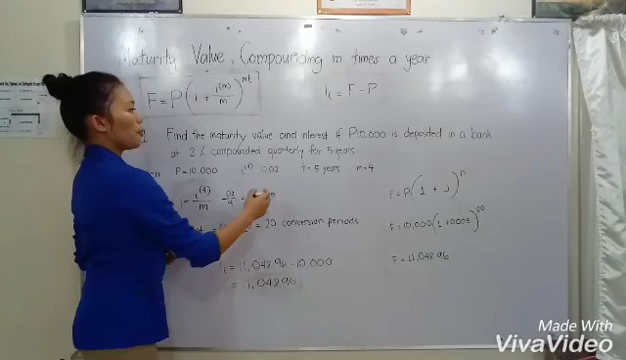 Maturity Value, Compounding m times a year
F = P(1 + i(m)/m)^mt
Ic = F - P
Find the maturity value and interest if P10,000 is deposited in a bank
at 2% compounded quarterly for 5 years
P = 10,000 i(4) 0.02 t = 5 years m = 4
F = P(1 + j)^n
i(4)/m = .02/4 =
= 20 conversion periods
F = 10,000(1 + 0.005)^20
Ic = 11,048.96 - 10,000
F = 11,048.96
= 1,048.96
Made With
VivaVideo